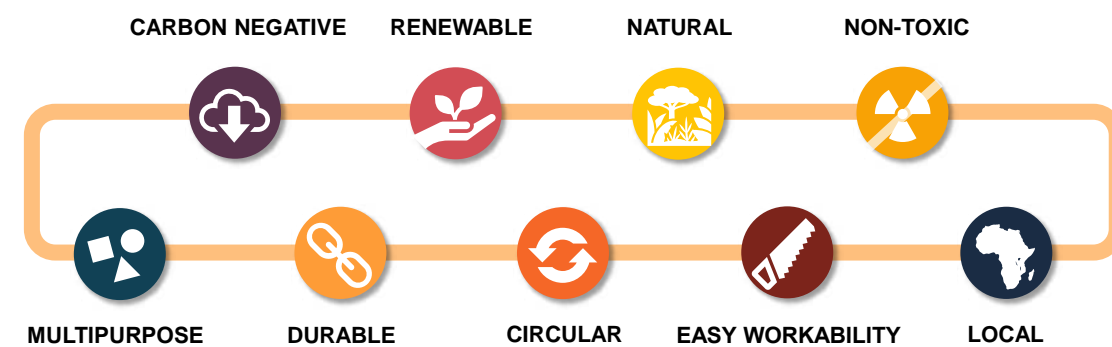 CARBON NEGATIVE RENEWABLE NATURAL NON-TOXIC
MULTIPURPOSE DURABLE CIRCULAR EASY WORKABILITY LOCAL